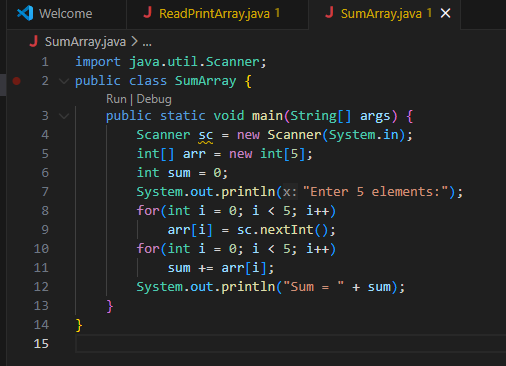 Welcome
ReadPrintArray.java 1
SumArray.java 1
SumArray.java > ...
1 import java.util.Scanner;
2 public class SumArray {
Run | Debug
3 public static void main(String[] args) {
4 Scanner sc = new Scanner(System.in);
5 int[] arr = new int[5];
6 int sum = 0;
7 System.out.println(x:"Enter 5 elements:");
8 for(int i = 0; i < 5; i++)
9 arr[i] = sc.nextInt();
10 for(int i = 0; i < 5; i++)
11 sum += arr[i];
12 System.out.println("Sum = " + sum);
13 }
14 }
15